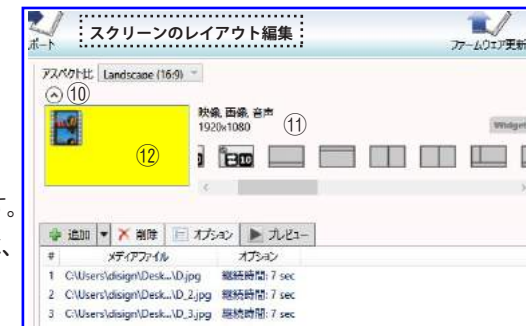 スクリーンのレイアウト編集
ポート
ファームウェア更新
アスペクト比 Landscape (16:9)
⑩
映像, 画像, 音声
1920x1080
⑪
Widget
⑫
10
す。
、
追加 削除 オプション プレビュー
# メディアファイル オプション
1 C:\Users\disign\Desk...\D.jpg 継続時間: 7 sec
2 C:\Users\disign\Desk...\D_2.jpg 継続時間: 7 sec
3 C:\Users\disign\Desk...\D_3.jpg 継続時間: 7 sec